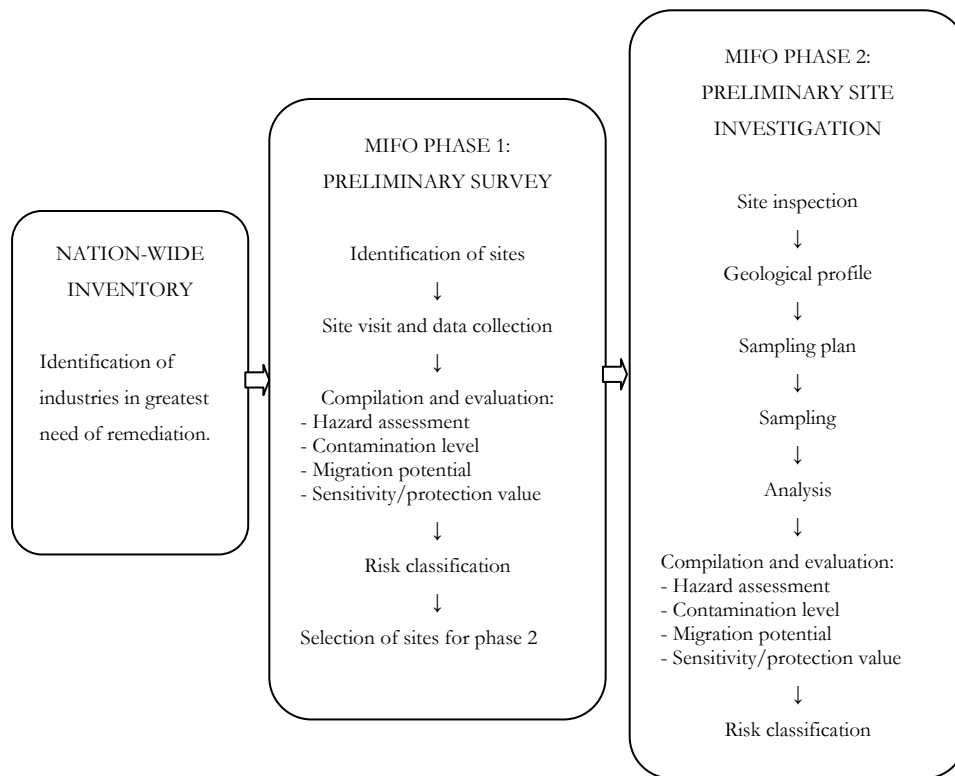 NATION-WIDE
INVENTORY
Identification of
industries in greatest
need of remediation.
MIFO PHASE 1:
PRELIMINARY SURVEY
Identification of sites
↓
Site visit and data collection
↓
Compilation and evaluation:
- Hazard assessment
- Contamination level
- Migration potential
- Sensitivity/protection value
↓
Risk classification
↓
Selection of sites for phase 2
MIFO PHASE 2:
PRELIMINARY SITE
INVESTIGATION
Site inspection
↓
Geological profile
↓
Sampling plan
↓
Sampling
↓
Analysis
↓
Compilation and evaluation:
- Hazard assessment
- Contamination level
- Migration potential
- Sensitivity/protection value
↓
Risk classification